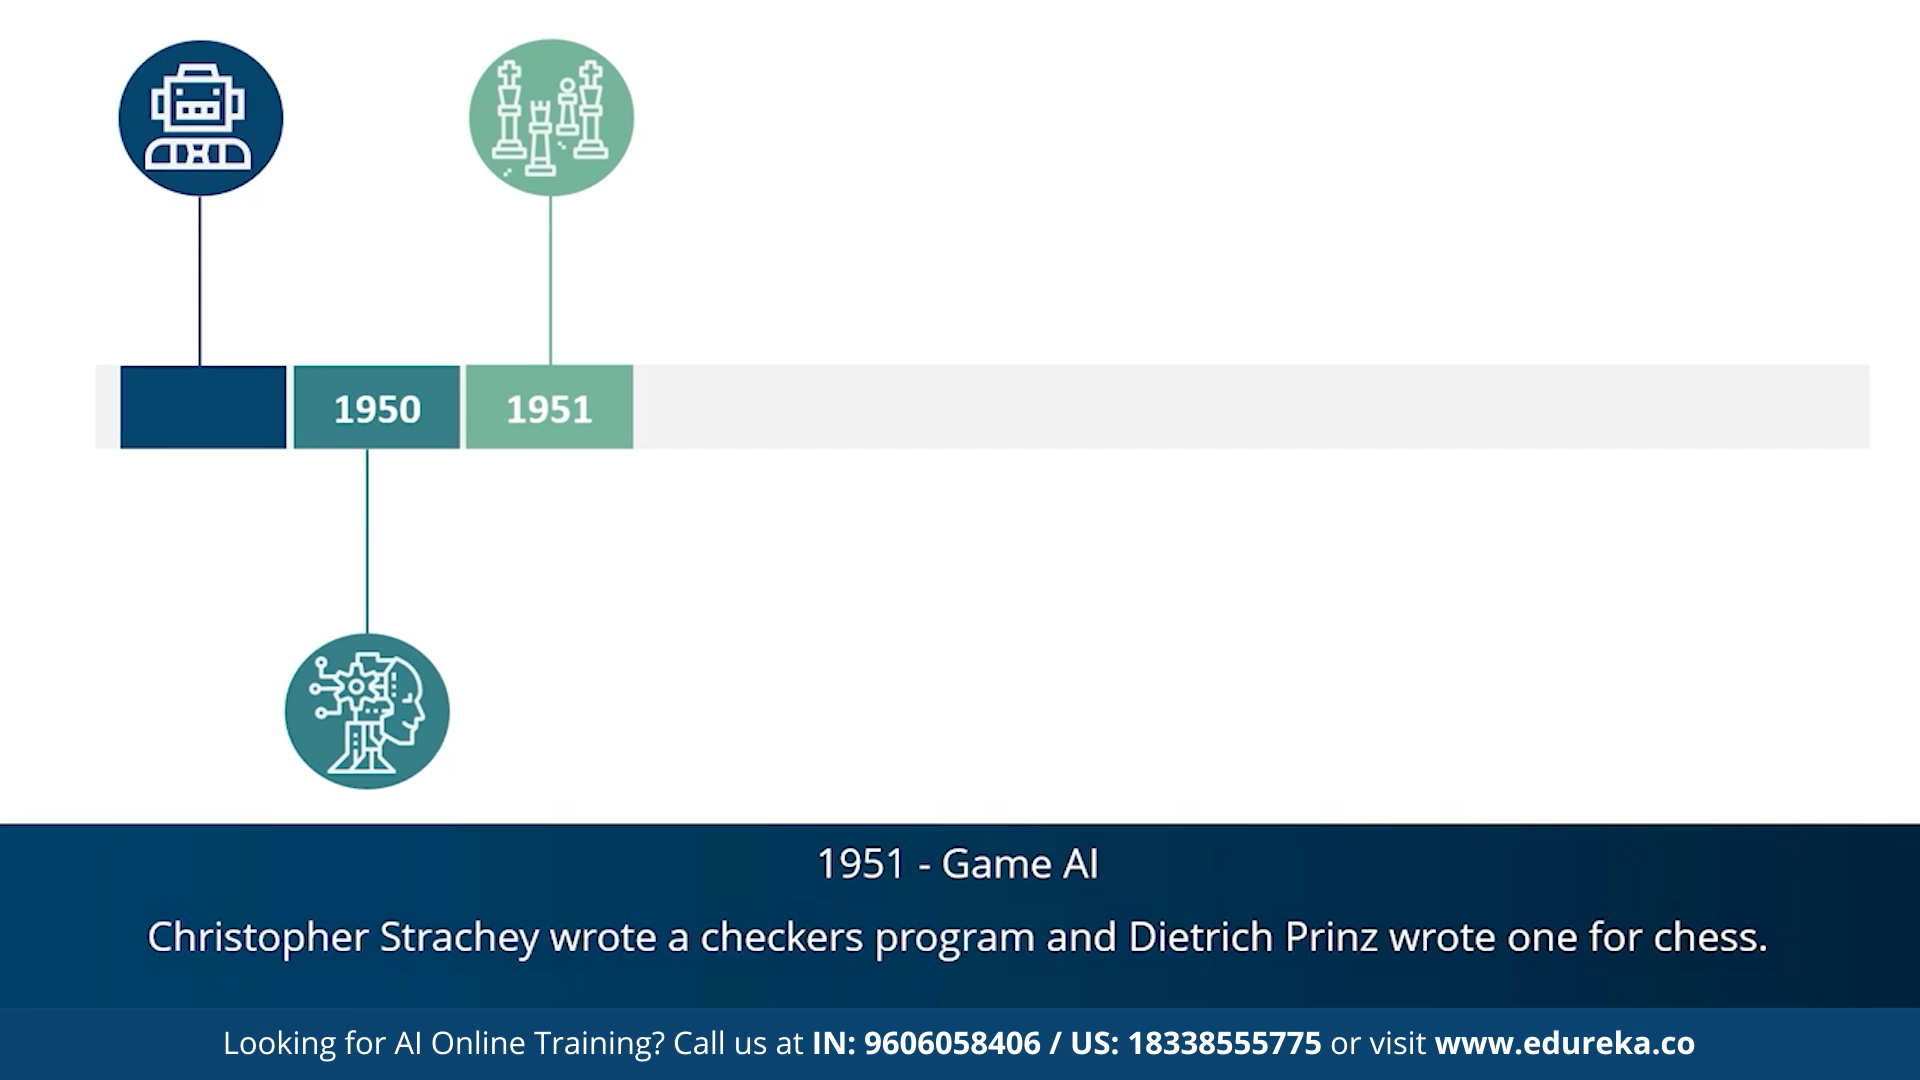 1950
1951
1951 - Game AI
Christopher Strachey wrote a checkers program and Dietrich Prinz wrote one for chess.
Looking for AI Online Training? Call us at IN: 9606058406 / US: 18338555775 or visit www.edureka.co